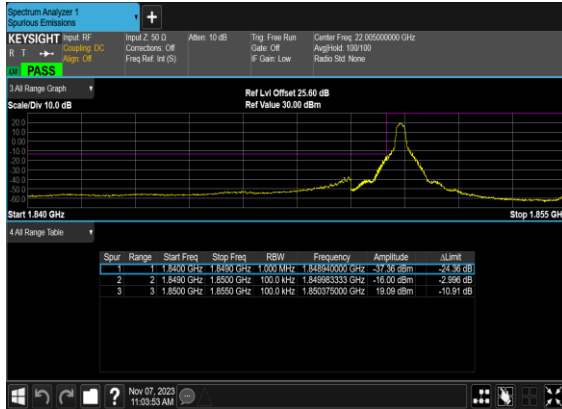 Spectrum Analyzer 1
Spurious Emissions
+
KEYSIGHT Input: RF Input Z: 50 Ω Atten: 10 dB Trig: Free Run Center Freq: 22.005000000 GHz
R T Coupling: DC Corrections: Off Gate: Off Avg|Hold: 100/100
Align: Off Freq Ref: Int (S) IF Gain: Low Radio Std: None
PASS
3 All Range Graph
Ref Lvl Offset 25.60 dB
Scale/Div 10.0 dB Ref Value 30.00 dBm
20.0
10.0
0.00
-10.0
-20.0
-30.0
-40.0
-50.0
-60.0
Start 1.840 GHz Stop 1.855 GH
4 All Range Table
Spur Range Start Freq Stop Freq RBW Frequency Amplitude ΔLimit
1 1 1.8400 GHz 1.8490 GHz 1.000 MHz 1.848940000 GHz -37.36 dBm -24.36 dB
2 2 1.8490 GHz 1.8500 GHz 100.0 kHz 1.849983333 GHz -16.00 dBm -2.996 dB
3 3 1.8500 GHz 1.8550 GHz 100.0 kHz 1.850375000 GHz 19.09 dBm -10.91 dB
? Nov 07, 2023
11:03:53 AM